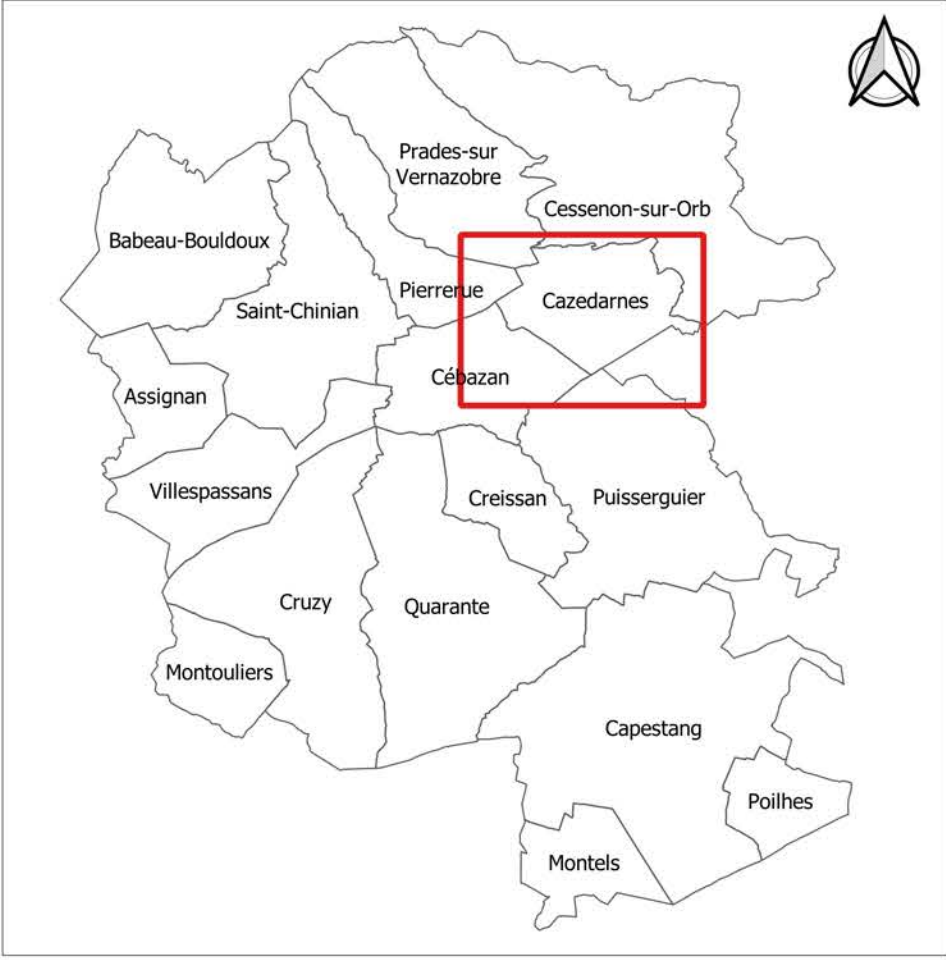 Prades-sur
Vernazobre
Cessenon-sur-Orb
Babeau-Bouldoux
Pierrerue
Cazedarnes
Saint-Chinian
Cébazan
Assignan
Villespassans
Creissan
Puisserguier
Cruzy
Quarante
Montouliers
Capestang
Poilhes
Montels